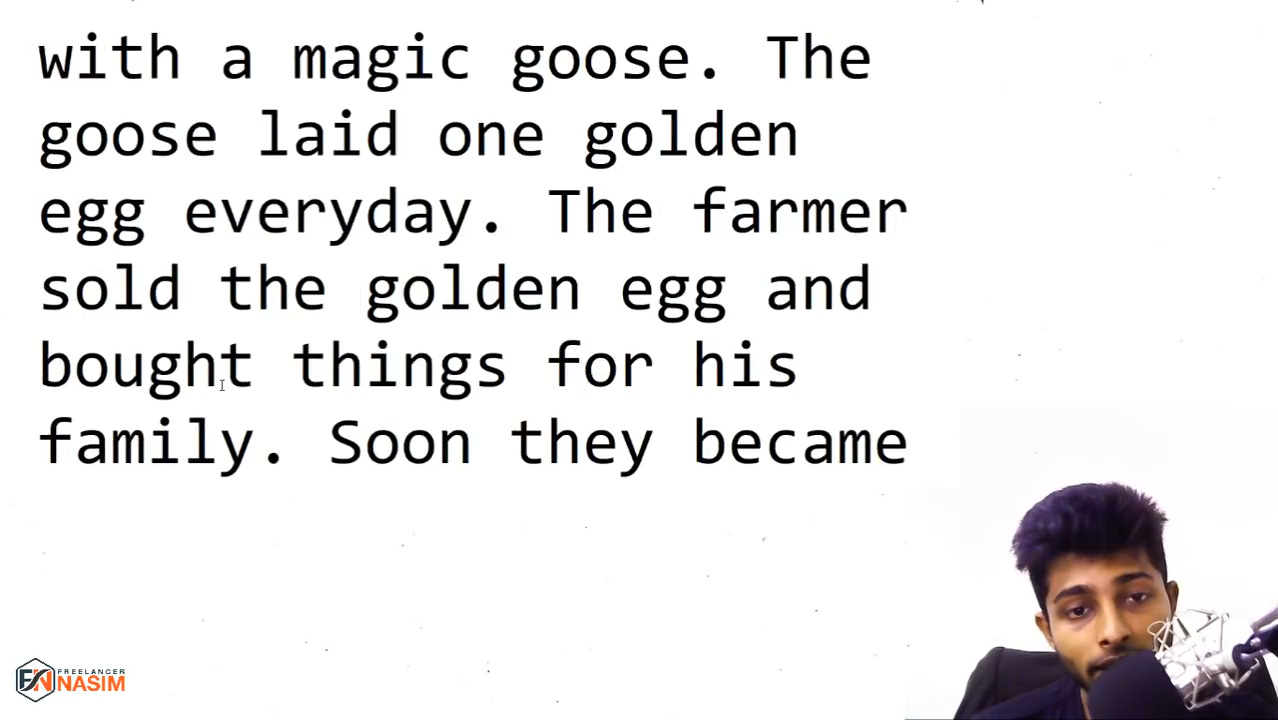 with a magic goose. The
goose laid one golden
egg everyday. The farmer
sold the golden egg and
bought things for his
family. Soon they became
FREELANCER
NASIM